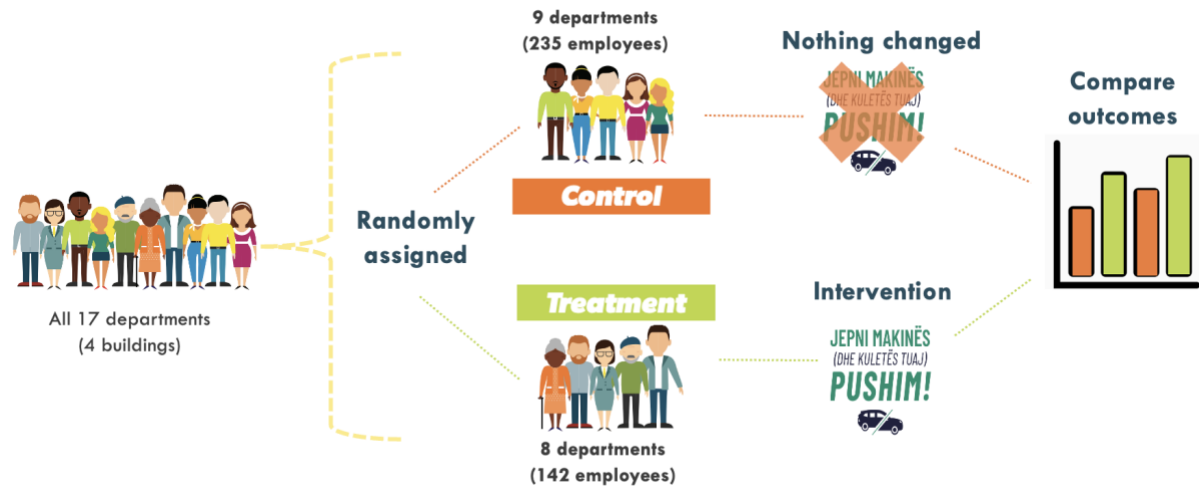 All 17 departments
(4 buildings)
Randomly
assigned
9 departments
(235 employees)
Control
Nothing changed
JEPNI MAKINËS
(DHE KULETËS TUAJ)
PUSHIM!
Treatment
8 departments
(142 employees)
Intervention
JEPNI MAKINËS
(DHE KULETËS TUAJ)
PUSHIM!
Compare
outcomes